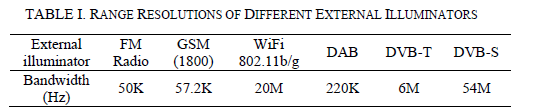 TABLE I. RANGE RESOLUTIONS OF DIFFERENT EXTERNAL ILLUMINATORS
External illuminator FM Radio GSM (1800) WiFi 802.11b/g DAB DVB-T DVB-S
Bandwidth (Hz) 50K 57.2K 20M 220K 6M 54M